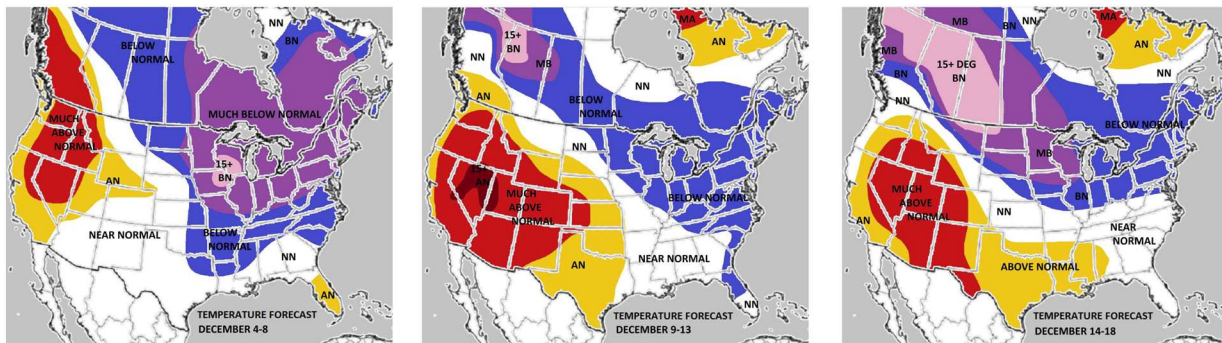 NN
BN
BELOW
NORMAL
MUCH BELOW NORMAL
MUCH
ABOVE
NORMAL
15+
BN
AN
NEAR NORMAL
BELOW
NORMAL
NN
AN
TEMPERATURE FORECAST
DECEMBER 4-8
MA
AN
15+
BN
NN
MB
NN
NN
BELOW
NORMAL
AN
NN
15+
AN
MUCH
ABOVE
NORMAL
BELOW NORMAL
AN
NEAR NORMAL
NN
TEMPERATURE FORECAST
DECEMBER 9-13
MB
BN
NN
MA
AN
MB
15+ DEG
BN
BN
NN
NN
BELOW NORMAL
MB
MUCH
ABOVE
NORMAL
BN
NN
AN
NEAR
NORMAL
ABOVE NORMAL
TEMPERATURE FORECAST
DECEMBER 14-18